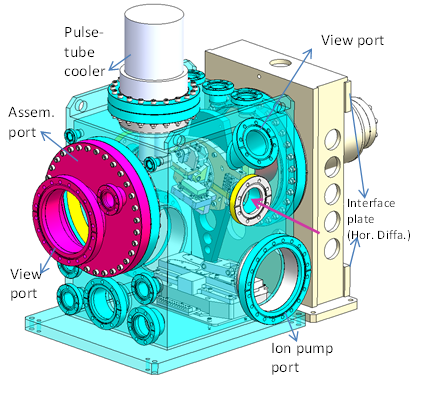 Pulse-
tube
cooler
View port
Assem.
port
Interface
plate
(Hor. Diffa.)
View
port
Ion pump
port